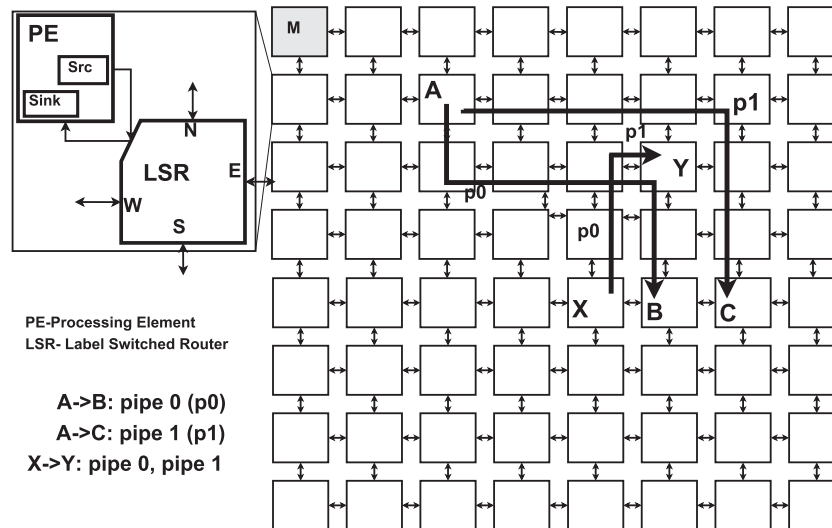 PE
Src
Sink
N
LSR
E
W
S
M
A
p1
p1
Y
p0
p0
X
B
C
PE-Processing Element
LSR- Label Switched Router
A->B: pipe 0 (p0)
A->C: pipe 1 (p1)
X->Y: pipe 0, pipe 1